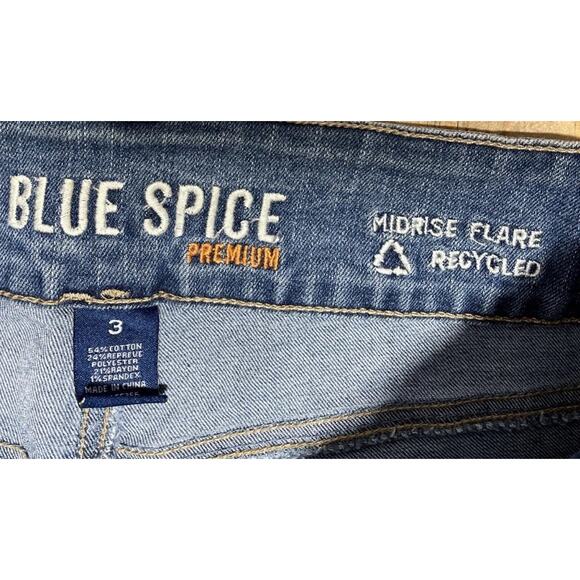 BLUE SPICE
PREMIUM
MIDRISE FLARE
RECYCLED
3
54% COTTON
24% REPREVE
POLYESTER
21% RAYON
1% SPANDEX
MADE IN CHINA